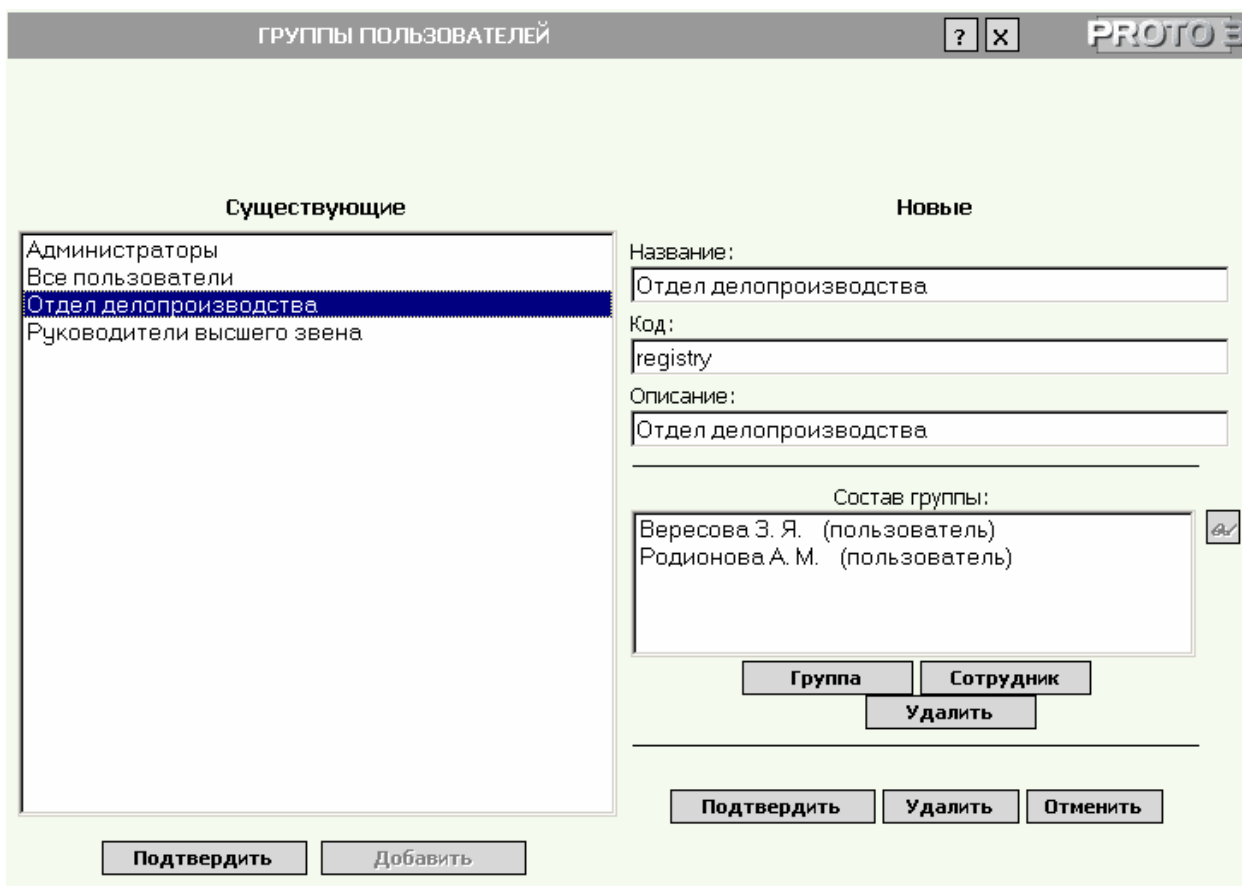 ГРУППЫ ПОЛЬЗОВАТЕЛЕЙ
? X
PROTO
Существующие
Администраторы
Все пользователи
Отдел делопроизводства
Руководители высшего звена
Подтвердить Добавить
Новые
Название:
Отдел делопроизводства
Код:
registry
Описание:
Отдел делопроизводства
Состав группы:
Вересова З. Я. (пользователь)
Родионова А. М. (пользователь)
Группа Сотрудник
Удалить
Подтвердить Удалить Отменить